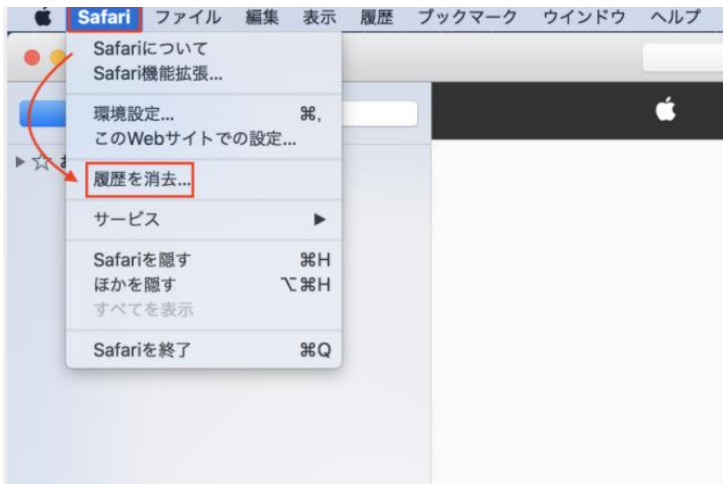 Safari ファイル 編集 表示 履歴 ブックマーク ウインドウ ヘルプ
Safariについて
Safari機能拡張...
環境設定... ⌘,
このWebサイトでの設定...
履歴を消去...
サービス ▶
Safariを隠す ⌘H
ほかを隠す ⌥⌘H
すべてを表示
Safariを終了 ⌘Q